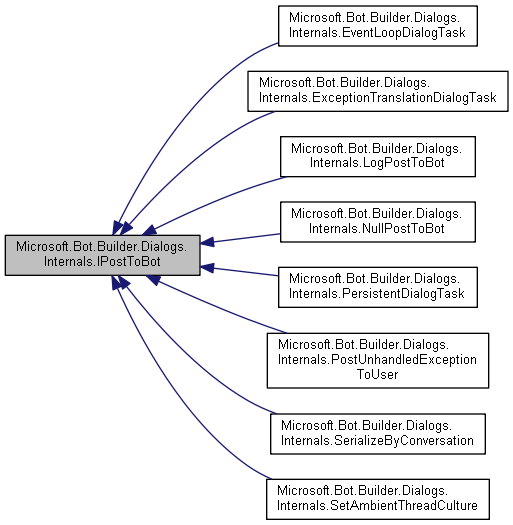 Microsoft.Bot.Builder.Dialogs.
Internals.EventLoopDialogTask
Microsoft.Bot.Builder.Dialogs.
Internals.ExceptionTranslationDialogTask
Microsoft.Bot.Builder.Dialogs.
Internals.LogPostToBot
Microsoft.Bot.Builder.Dialogs.
Internals.NullPostToBot
Microsoft.Bot.Builder.Dialogs.
Internals.IPostToBot
Microsoft.Bot.Builder.Dialogs.
Internals.PersistentDialogTask
Microsoft.Bot.Builder.Dialogs.
Internals.PostUnhandledException
ToUser
Microsoft.Bot.Builder.Dialogs.
Internals.SerializeByConversation
Microsoft.Bot.Builder.Dialogs.
Internals.SetAmbientThreadCulture